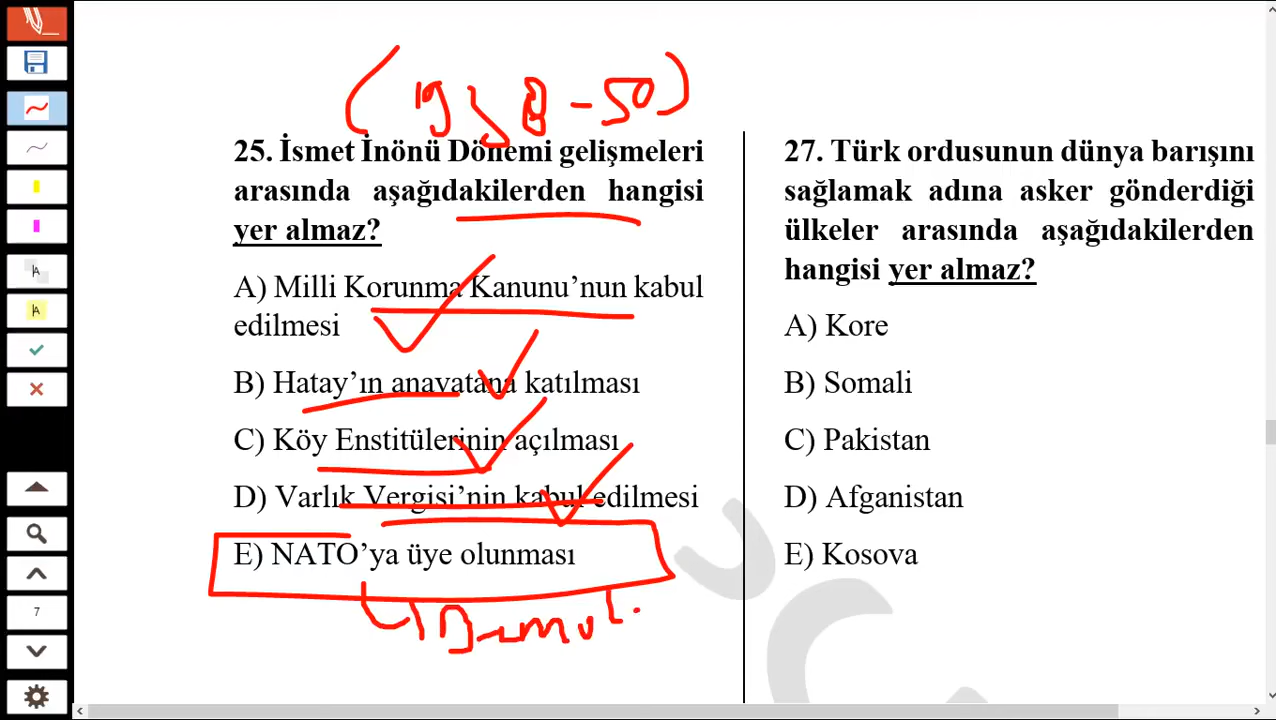 (1938-50)
25. İsmet İnönü Dönemi gelişmeleri
arasında aşağıdakilerden hangisi
yer almaz?
A) Milli Korunma Kanunu’nun kabul
edilmesi
B) Hatay’ın anavatana katılması
C) Köy Enstitülerinin açılması
D) Varlık Vergisi’nin kabul edilmesi
E) NATO’ya üye olunması
27. Türk ordusunun dünya barışını
sağlamak adına asker gönderdiği
ülkeler arasında aşağıdakilerden
hangisi yer almaz?
A) Kore
B) Somali
C) Pakistan
D) Afganistan
E) Kosova
7